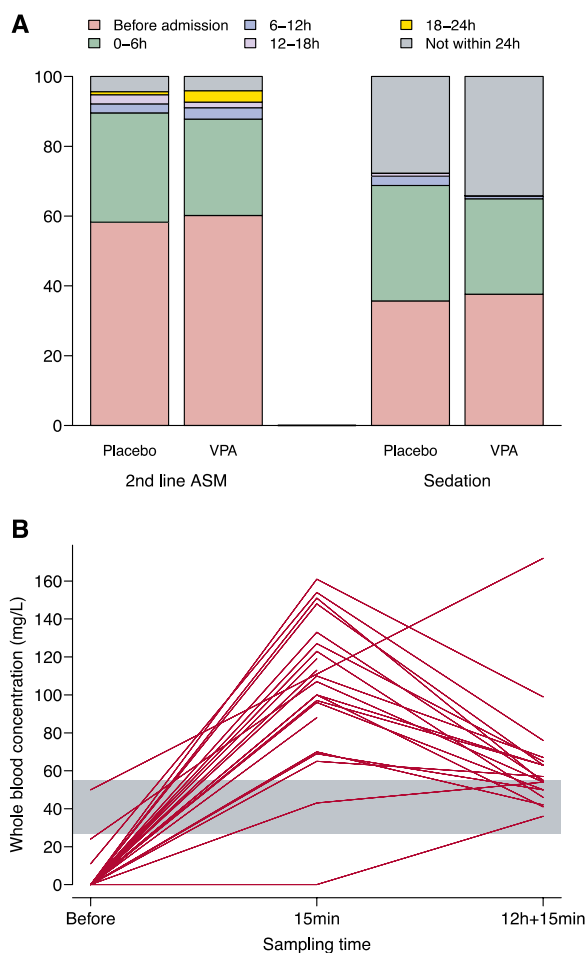 A
Before admission 6−12h 18−24h
0−6h 12−18h Not within 24h
100
80
60
40
20
0
Placebo VPA Placebo VPA
2nd line ASM Sedation
B
Whole blood concentration (mg/L)
160
140
120
100
80
60
40
20
0
Before 15min 12h+15min
Sampling time